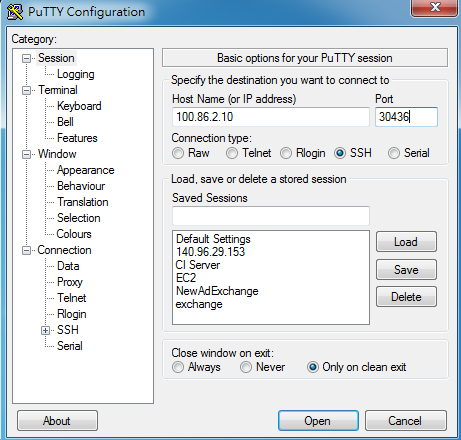 PuTTY Configuration
Category:
Session
Logging
Terminal
Keyboard
Bell
Features
Window
Appearance
Behaviour
Translation
Selection
Colours
Connection
Data
Proxy
Telnet
Rlogin
SSH
Serial
Basic options for your PuTTY session
Specify the destination you want to connect to
Host Name (or IP address) Port
100.86.2.10 30436
Connection type:
Raw Telnet Rlogin SSH Serial
Load, save or delete a stored session
Saved Sessions
Default Settings
140.96.29.153
CI Server
EC2
NewAdExchange
exchange
Load
Save
Delete
Close window on exit:
Always Never Only on clean exit
About Open Cancel